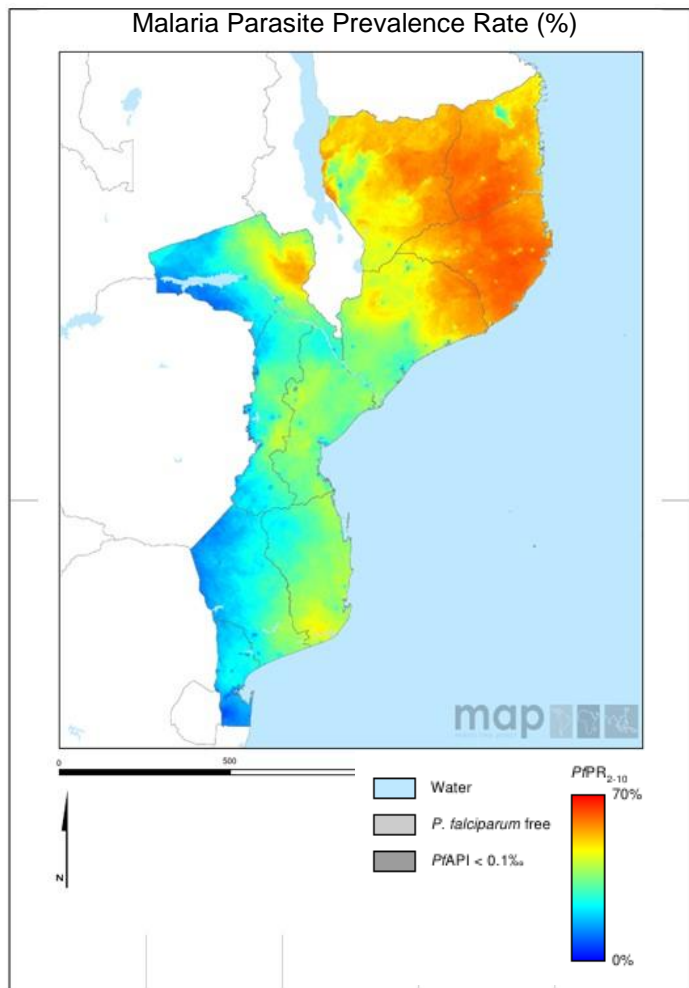 Malaria Parasite Prevalence Rate (%)
map
0
500
N
Water
P. falciparum free
PfAPI < 0.1‰
PfPR2-10
70%
0%